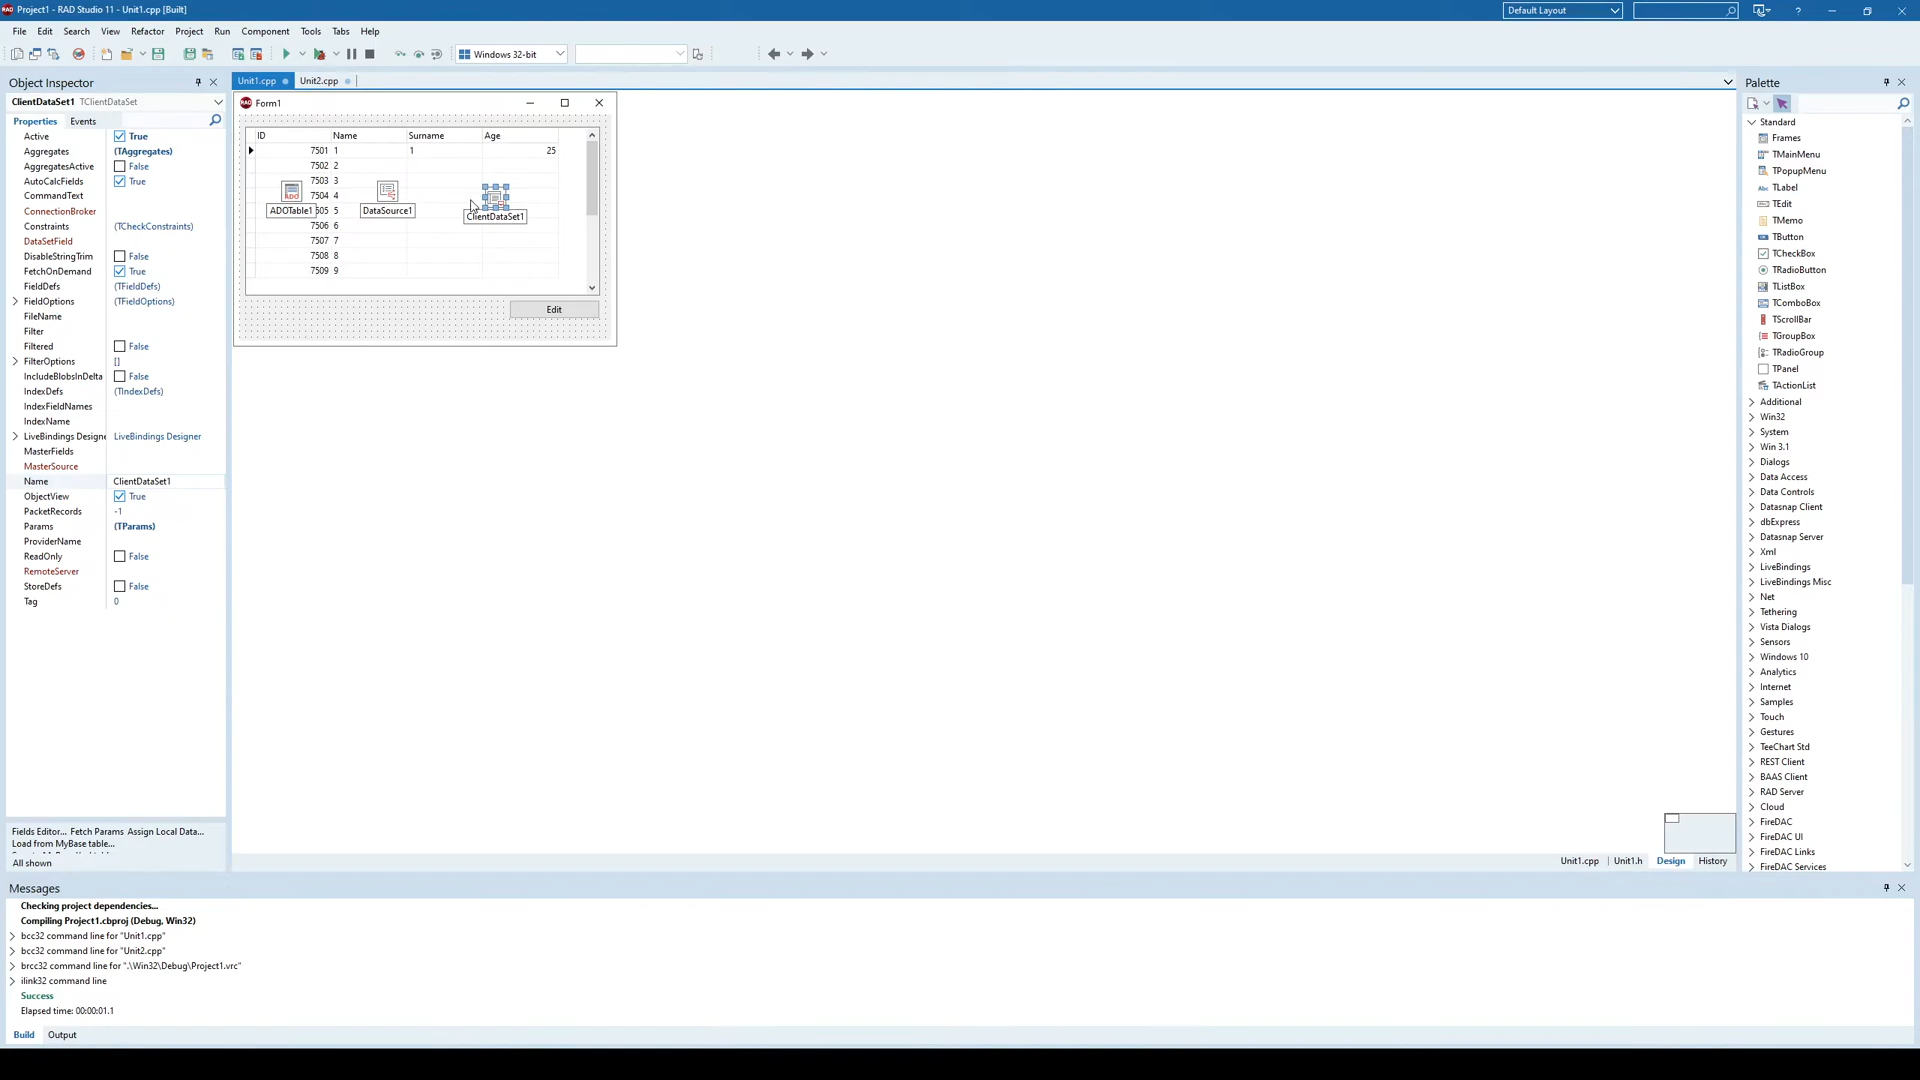 Project1 - RAD Studio 11 - Unit1.cpp [Built]
Default Layout
File Edit Search View Refactor Project Run Component Tools Tabs Help
Windows 32-bit
Object Inspector
ClientDataSet1 TClientDataSet
Properties Events
Active True
Aggregates (TAggregates)
AggregatesActive False
AutoCalcFields True
CommandText
ConnectionBroker
Constraints (TCheckConstraints)
DataSetField
DisableStringTrim False
FetchOnDemand True
FieldDefs (TFieldDefs)
FieldOptions (TFieldOptions)
FileName
Filter
Filtered False
FilterOptions []
IncludeBlobsInDelta False
IndexDefs (TIndexDefs)
IndexFieldNames
IndexName
LiveBindings Designe LiveBindings Designer
MasterFields
MasterSource
Name ClientDataSet1
ObjectView True
PacketRecords -1
Params (TParams)
ProviderName
ReadOnly False
RemoteServer
StoreDefs False
Tag 0
Fields Editor... Fetch Params Assign Local Data...
Load from MyBase table...
All shown
Unit1.cpp Unit2.cpp
Form1
ID Name Surname Age
7501 1 1 25
7502 2
7503 3
7504 4
505 5
7506 6
7507 7
7508 8
7509 9
ADO
ADOTable1 DataSource1 ClientDataSet1
Edit
Unit1.cpp Unit1.h Design History
Palette
Standard
Frames
TMainMenu
TPopupMenu
TLabel
TEdit
TMemo
TButton
TCheckBox
TRadioButton
TListBox
TComboBox
TScrollBar
TGroupBox
TRadioGroup
TPanel
TActionList
Additional
Win32
System
Win 3.1
Dialogs
Data Access
Data Controls
Datasnap Client
dbExpress
Datasnap Server
Xml
LiveBindings
LiveBindings Misc
Net
Tethering
Vista Dialogs
Sensors
Windows 10
Analytics
Internet
Samples
Touch
Gestures
TeeChart Std
REST Client
BAAS Client
RAD Server
Cloud
FireDAC
FireDAC UI
FireDAC Links
FireDAC Services
Messages
Checking project dependencies...
Compiling Project1.cbproj (Debug, Win32)
bcc32 command line for "Unit1.cpp"
bcc32 command line for "Unit2.cpp"
brcc32 command line for ".\Win32\Debug\Project1.vrc"
ilink32 command line
Success
Elapsed time: 00:00:01.1
Build Output